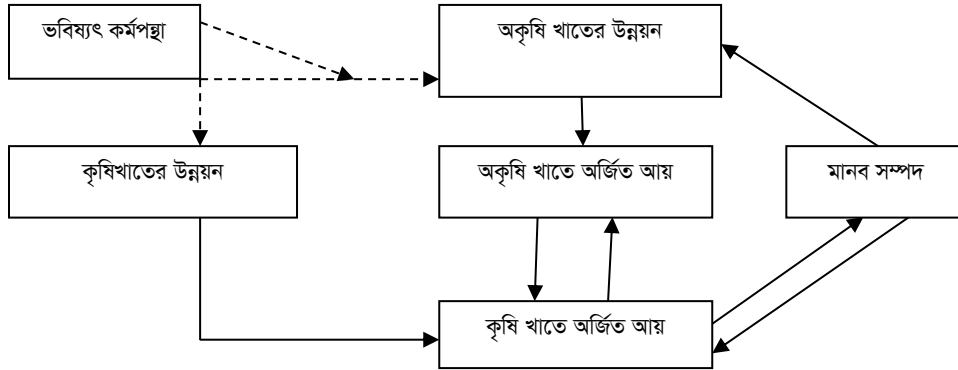 ভবিষ্যৎ কর্মপন্থা
অকৃষি খাতের উন্নয়ন
কৃষিখাতের উন্নয়ন
অকৃষি খাতে অর্জিত আয়
মানব সম্পদ
কৃষি খাতে অর্জিত আয়